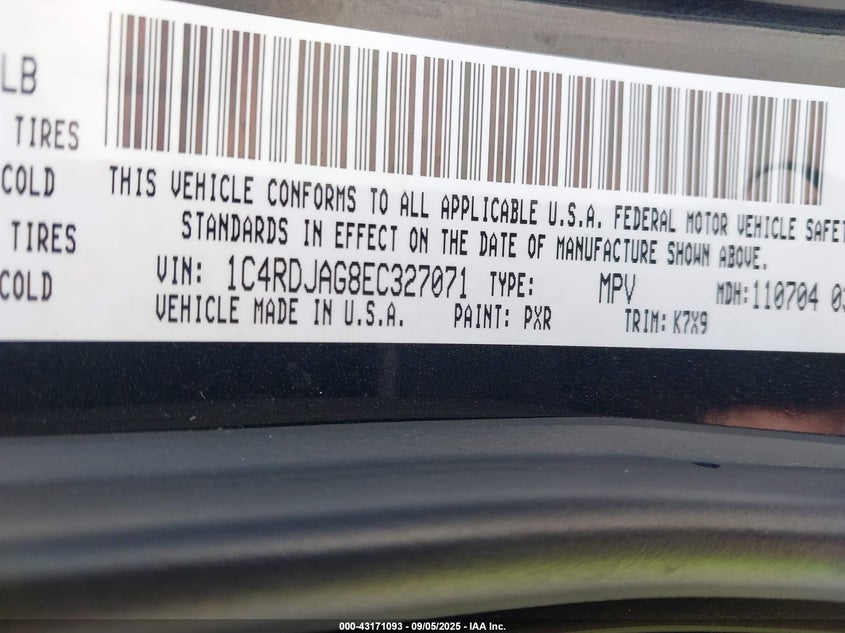 LB
TIRES
COLD
TIRES
COLD
THIS VEHICLE CONFORMS TO ALL APPLICABLE U.S.A. FEDERAL MOTOR VEHICLE SAFET
STANDARDS IN EFFECT ON THE DATE OF MANUFACTURE SHOWN ABOVE.
VIN: 1C4RDJAG8EC327071 TYPE: MPV MDH: 110704 03
VEHICLE MADE IN U.S.A. PAINT: PXR TRIM: K7X9
000-43171093 - 09/05/2025 - IAA Inc.